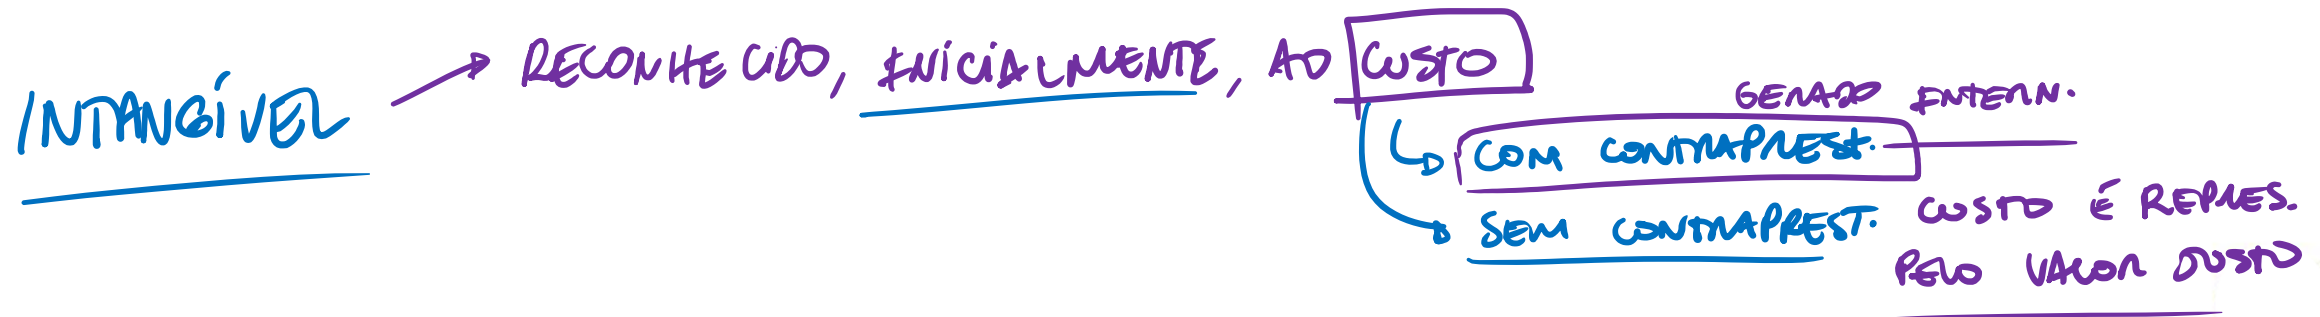 INTANGÍVEL
RECONHECIDO, INICIALMENTE, AO CUSTO
GERADO INTERN.
COM CONTRAPREST.
SEM CONTRAPREST.
CUSTO É REPRES.
PELO VALOR JUSTO